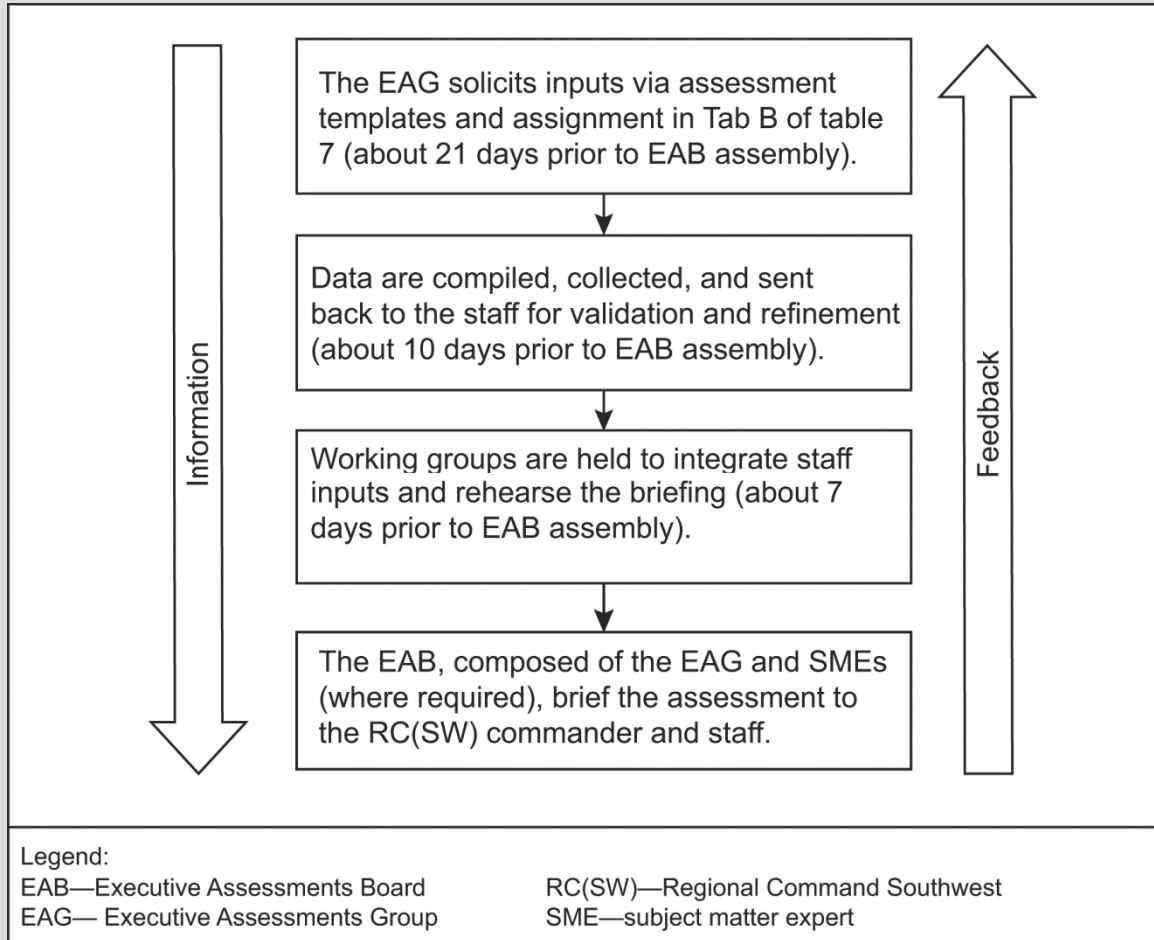 The EAG solicits inputs via assessment
templates and assignment in Tab B of table
7 (about 21 days prior to EAB assembly).
Data are compiled, collected, and sent
back to the staff for validation and refinement
(about 10 days prior to EAB assembly).
Information
Feedback
Working groups are held to integrate staff
inputs and rehearse the briefing (about 7
days prior to EAB assembly).
The EAB, composed of the EAG and SMEs
(where required), brief the assessment to
the RC(SW) commander and staff.
Legend:
EAB—Executive Assessments Board
EAG— Executive Assessments Group
RC(SW)—Regional Command Southwest
SME—subject matter expert